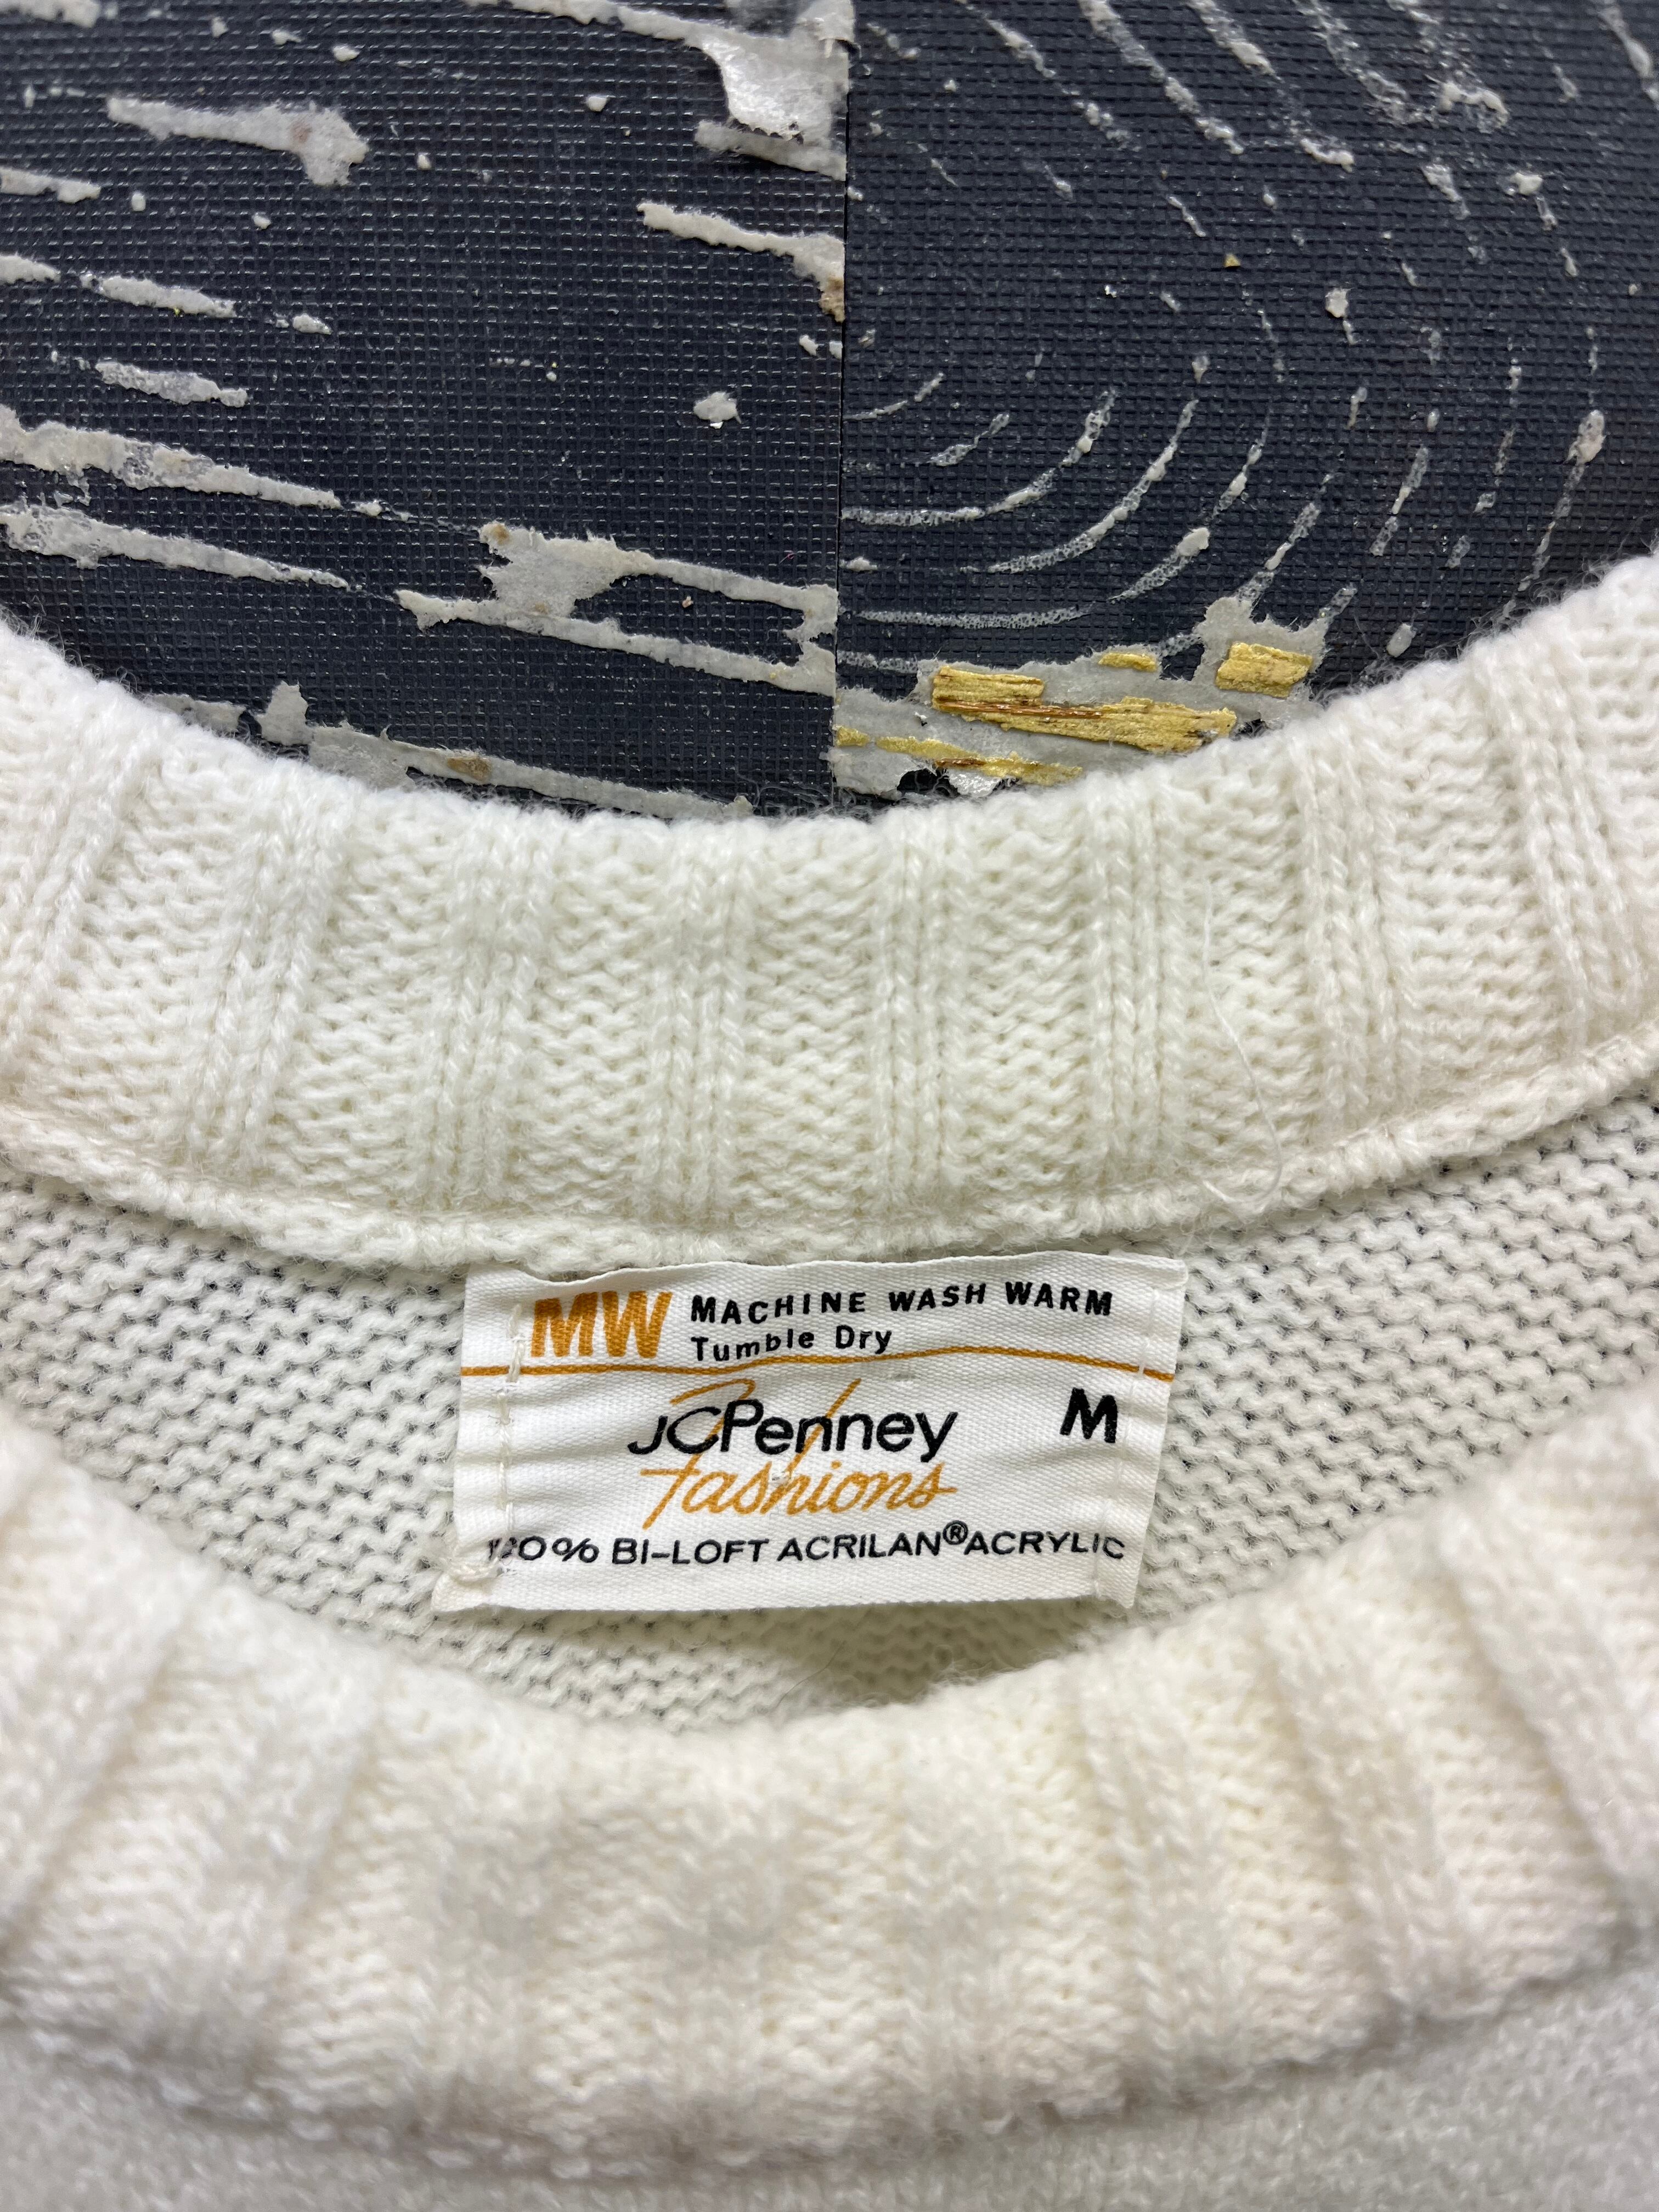 MW MACHINE WASH WARM
Tumble Dry
JCPenney M
fashions
100% BI-LOFT ACRILAN® ACRYLIC